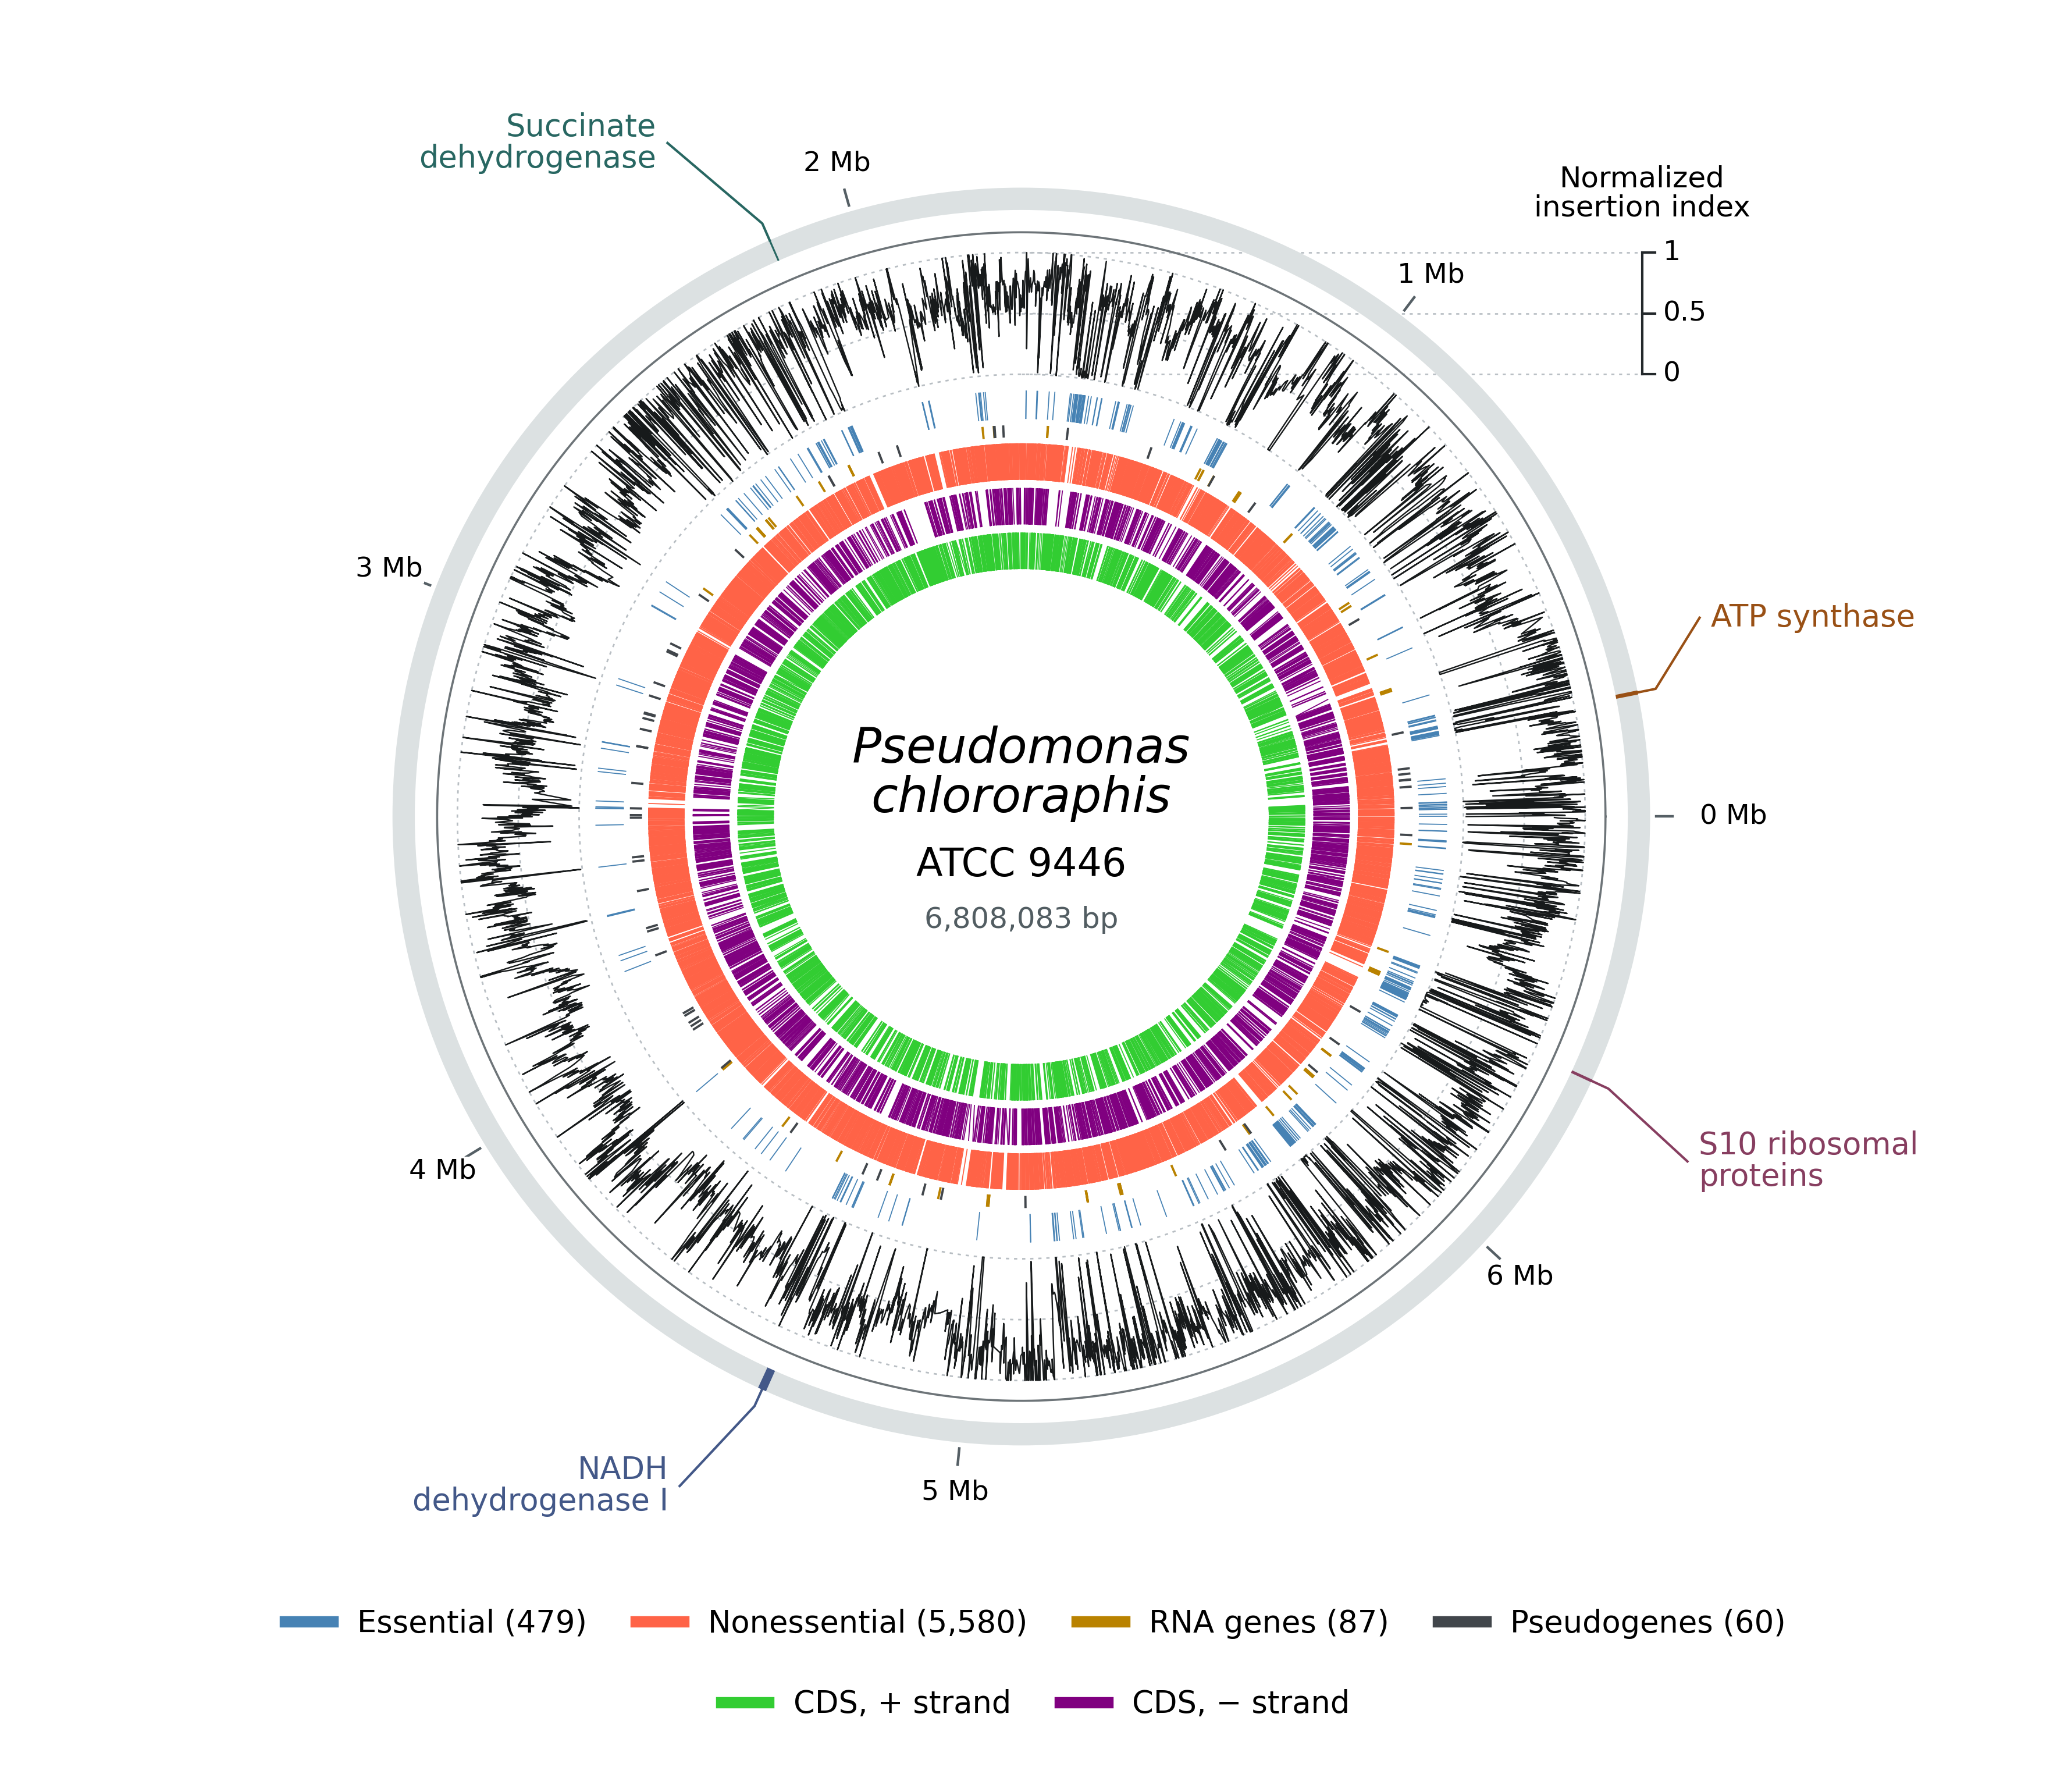 Succinate
dehydrogenase
2 Mb
Normalized
insertion index
1
0.5
0
1 Mb
3 Mb
ATP synthase
Pseudomonas
chlororaphis
ATCC 9446
6,808,083 bp
0 Mb
S10 ribosomal
proteins
4 Mb
6 Mb
NADH
dehydrogenase I
5 Mb
Essential (479)
Nonessential (5,580)
RNA genes (87)
Pseudogenes (60)
CDS, + strand
CDS, − strand